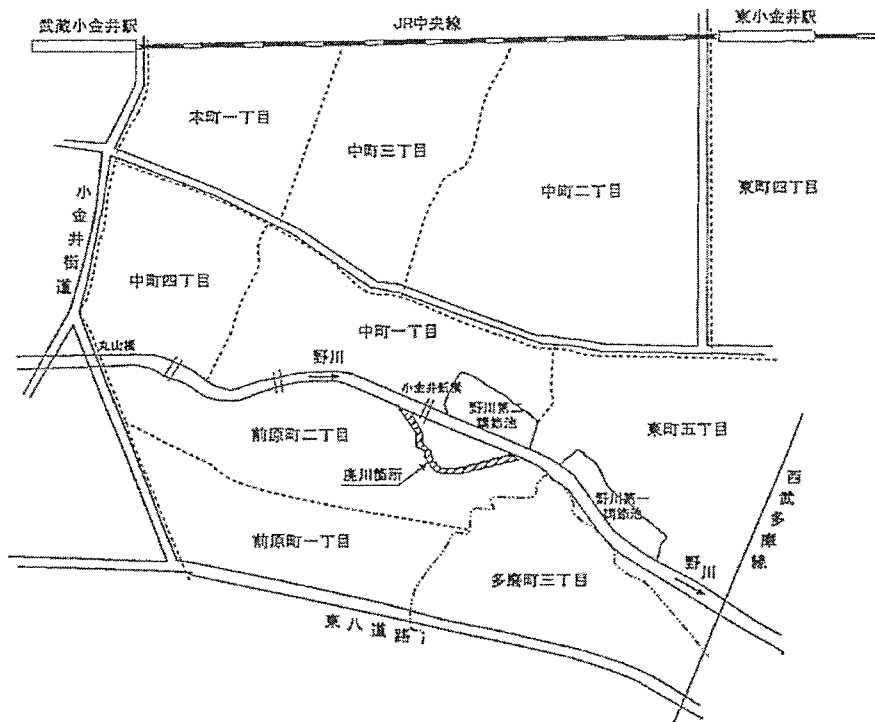 武蔵小金井駅
JR中央線
東小金井駅
本町一丁目
中町三丁目
中町二丁目
東町四丁目
小金井街道
中町四丁目
中町一丁目
丸山橋
野川
小金井新橋
野川第二
調節池
前原町二丁目
東町五丁目
廃川箇所
野川第一
調節池
西武多摩線
前原町一丁目
多磨町三丁目
野川
東八道路